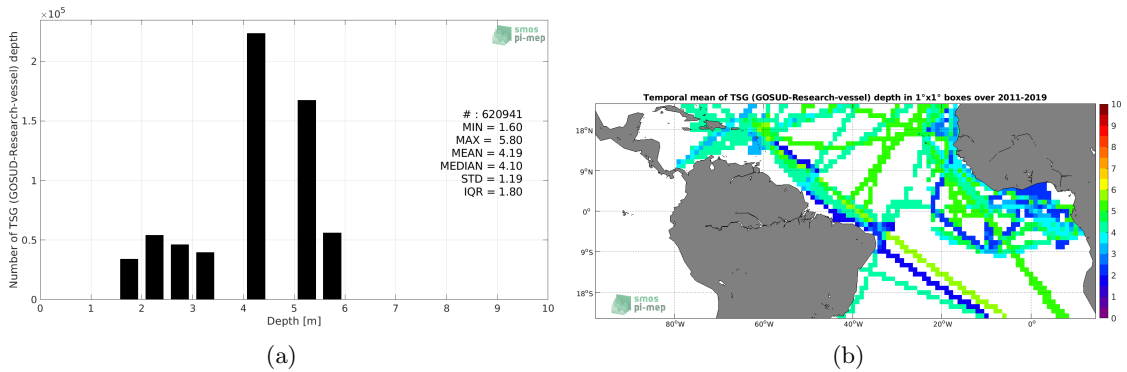 ×10⁵
smos
pi-mep
Number of TSG (GOSUD-Research-vessel) depth
2
1.5
1
0.5
0
# : 620941
MIN = 1.60
MAX = 5.80
MEAN = 4.19
MEDIAN = 4.10
STD = 1.19
IQR = 1.80
0 1 2 3 4 5 6 7 8 9 10
Depth [m]
(a)
Temporal mean of TSG (GOSUD-Research-vessel) depth in 1°x1° boxes over 2011-2019
18°N
9°N
0°
9°S
18°S
80°W 60°W 40°W 20°W 0°
smos
pi-mep
10
9
8
7
6
5
4
3
2
1
0
(b)